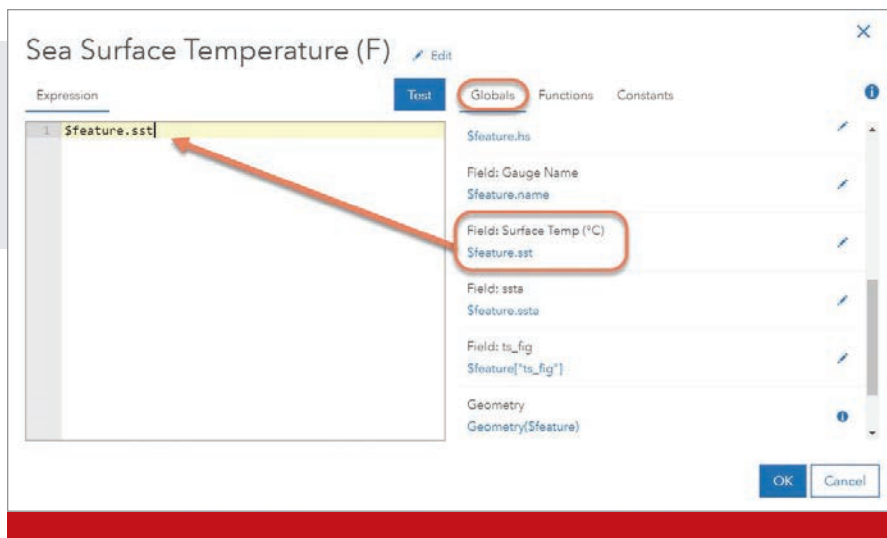 Sea Surface Temperature (F) Edit
Expression
Test
Globals Functions Constants
1 $feature.sst
$feature.hs
Field: Gauge Name
$feature.name
Field: Surface Temp (°C)
$feature.sst
Field: ssta
$feature.ssta
Field: ts_fig
$feature["ts_fig"]
Geometry
Geometry($feature)
OK Cancel